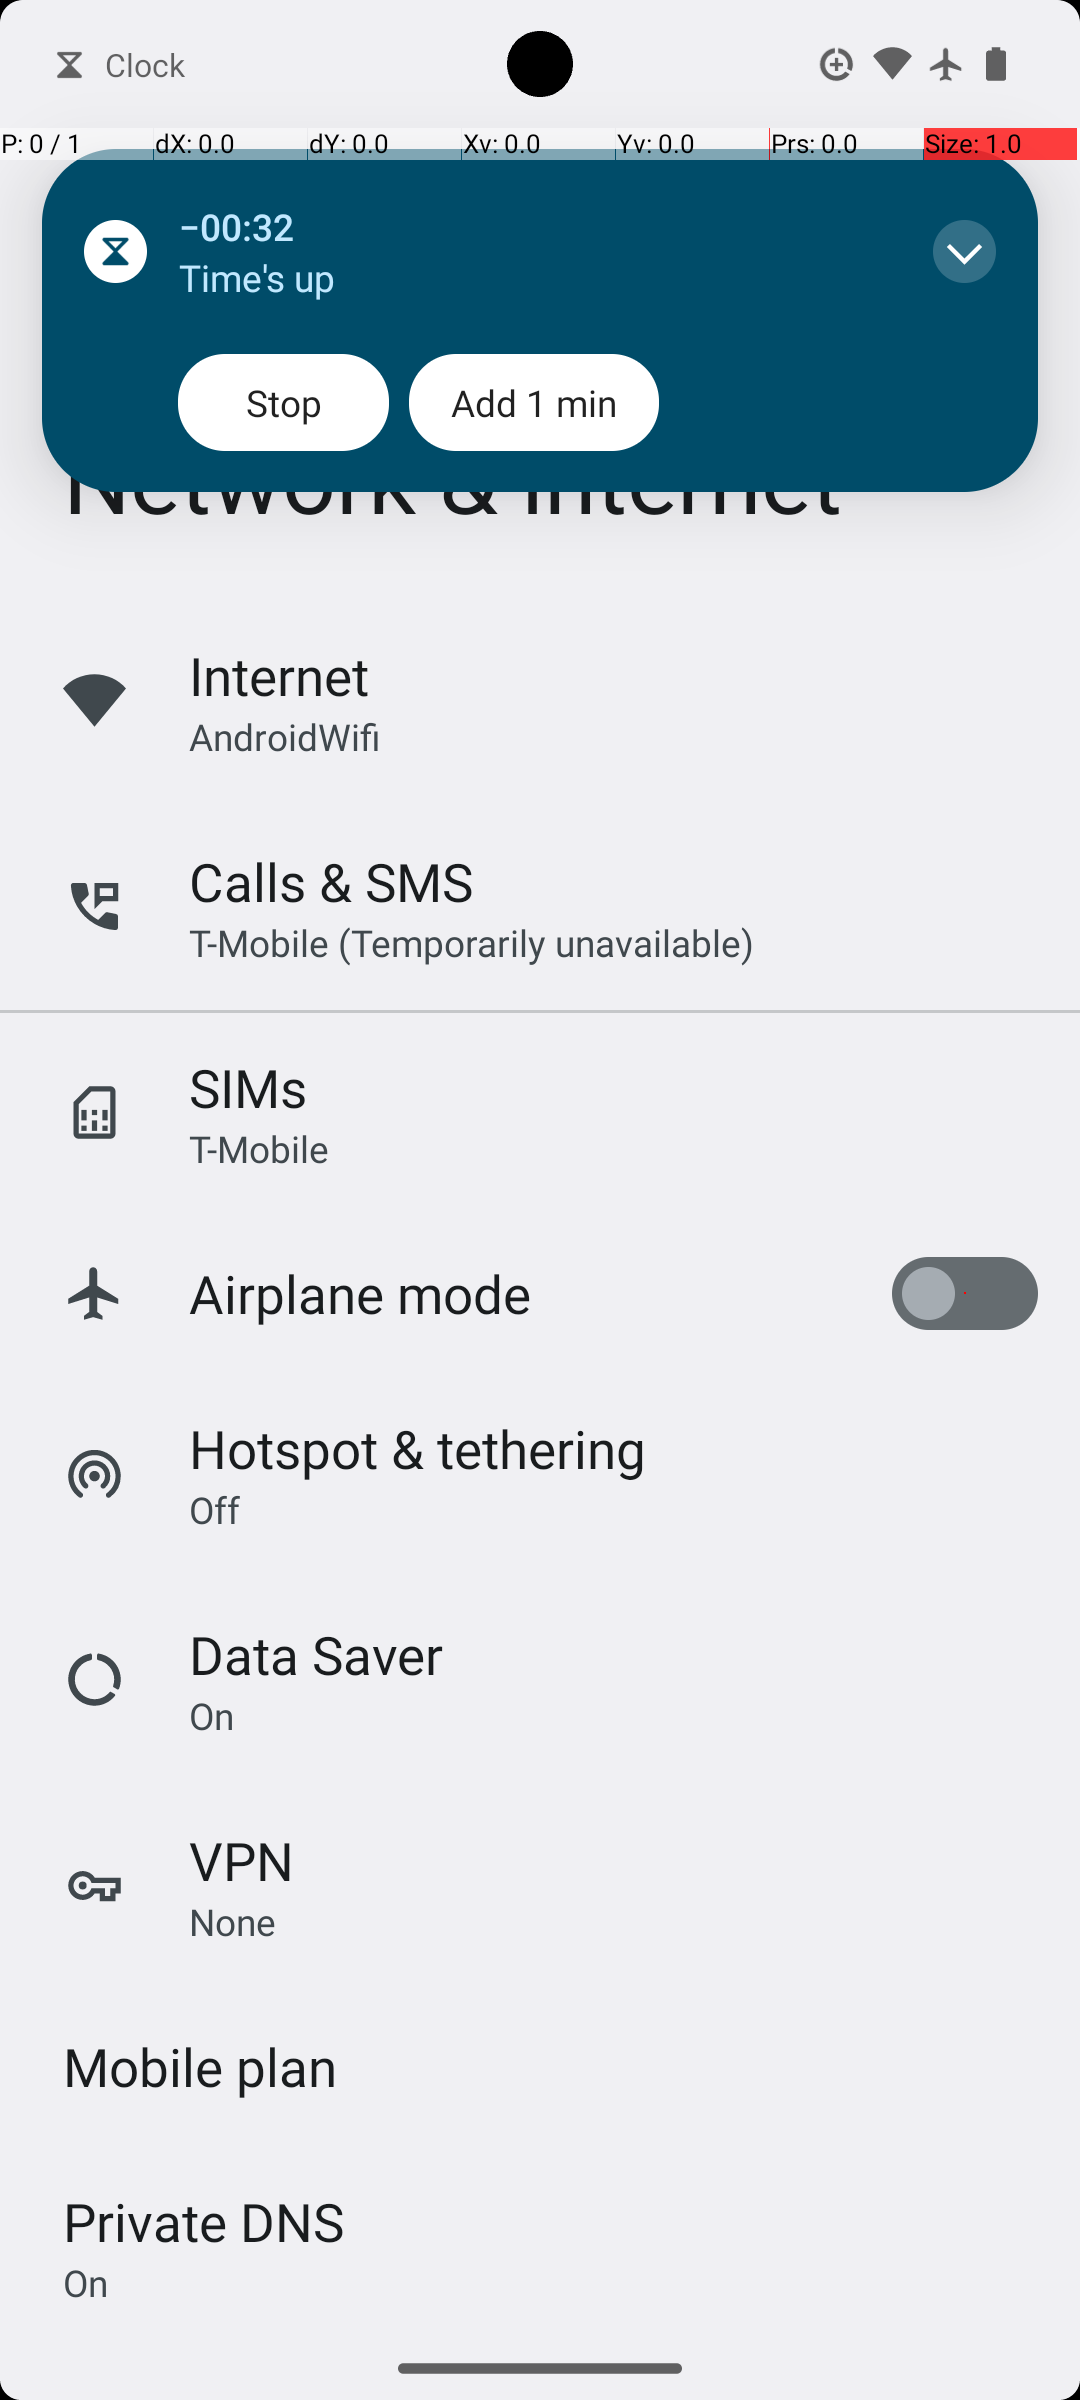 Clock
P: 0 / 1
dX: 0.0
dY: 0.0
Xv: 0.0
Yv: 0.0
Prs: 0.0
Size: 1.0
−00:32
Time's up
Stop
Add 1 min
Network & internet
Internet
AndroidWifi
Calls & SMS
T-Mobile (Temporarily unavailable)
SIMs
T-Mobile
Airplane mode
Hotspot & tethering
Off
Data Saver
On
VPN
None
Mobile plan
Private DNS
On